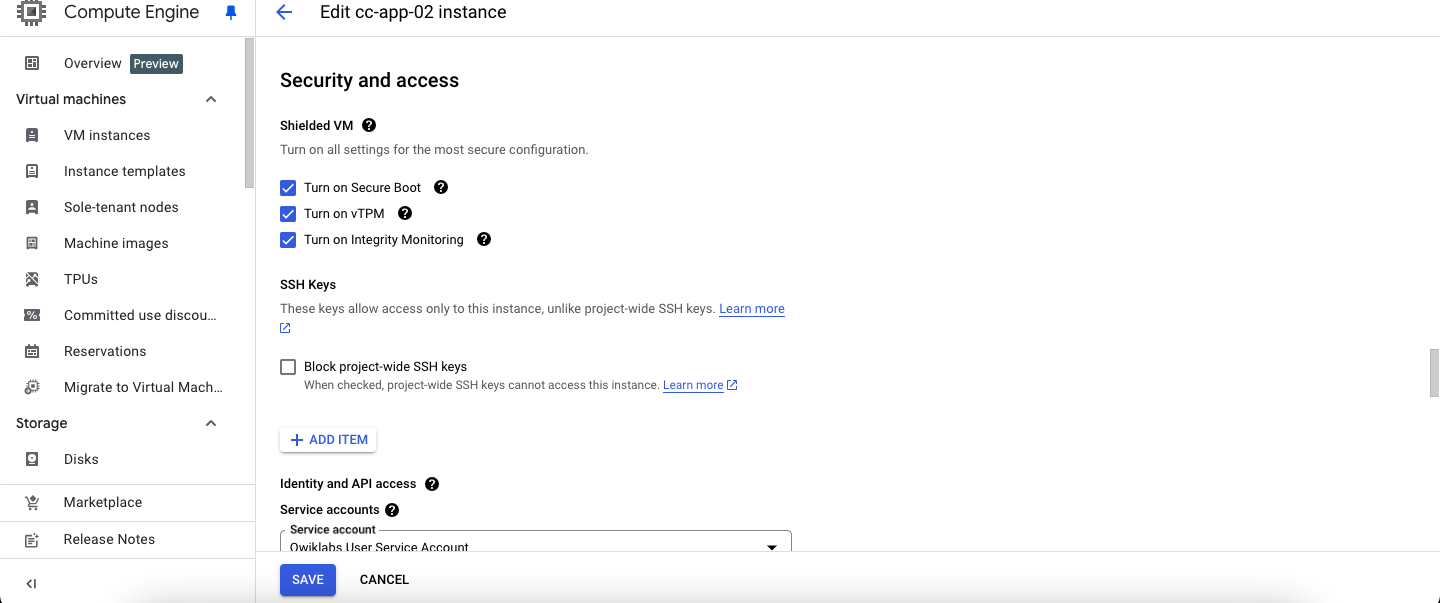 Compute Engine
Edit cc-app-02 instance
Overview Preview
Virtual machines
VM instances
Instance templates
Sole-tenant nodes
Machine images
TPUs
Committed use discou...
Reservations
Migrate to Virtual Mach...
Storage
Disks
Marketplace
Release Notes
Security and access
Shielded VM
Turn on all settings for the most secure configuration.
Turn on Secure Boot
Turn on vTPM
Turn on Integrity Monitoring
SSH Keys
These keys allow access only to this instance, unlike project-wide SSH keys. Learn more
Block project-wide SSH keys
When checked, project-wide SSH keys cannot access this instance. Learn more
+ ADD ITEM
Identity and API access
Service accounts
Service account
Qwiklabs User Service Account
SAVE CANCEL